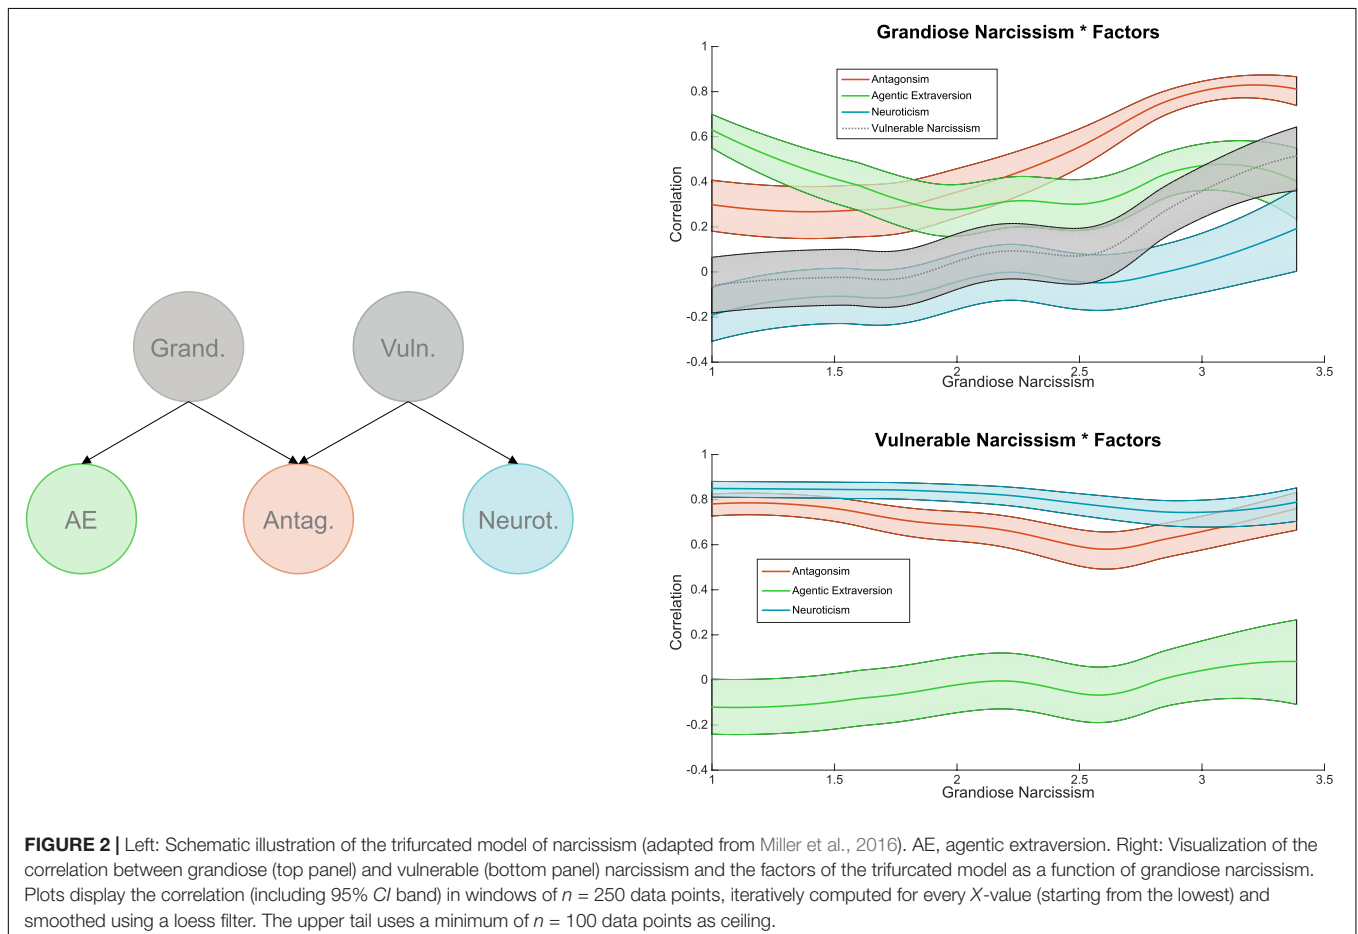 Grand.
Vuln.
AE
Antag.
Neurot.
Grandiose Narcissism * Factors
1
0.8
0.6
0.4
0.2
0
-0.2
-0.4
Correlation
Antagonsim
Agentic Extraversion
Neuroticism
Vulnerable Narcissism
1
1.5
2
2.5
3
3.5
Grandiose Narcissism
Vulnerable Narcissism * Factors
1
0.8
0.6
0.4
0.2
0
-0.2
-0.4
Correlation
Antagonsim
Agentic Extraversion
Neuroticism
1
1.5
2
2.5
3
3.5
Grandiose Narcissism
FIGURE 2 | Left: Schematic illustration of the trifurcated model of narcissism (adapted from Miller et al., 2016). AE, agentic extraversion. Right: Visualization of the
correlation between grandiose (top panel) and vulnerable (bottom panel) narcissism and the factors of the trifurcated model as a function of grandiose narcissism.
Plots display the correlation (including 95% CI band) in windows of n = 250 data points, iteratively computed for every X-value (starting from the lowest) and
smoothed using a loess filter. The upper tail uses a minimum of n = 100 data points as ceiling.